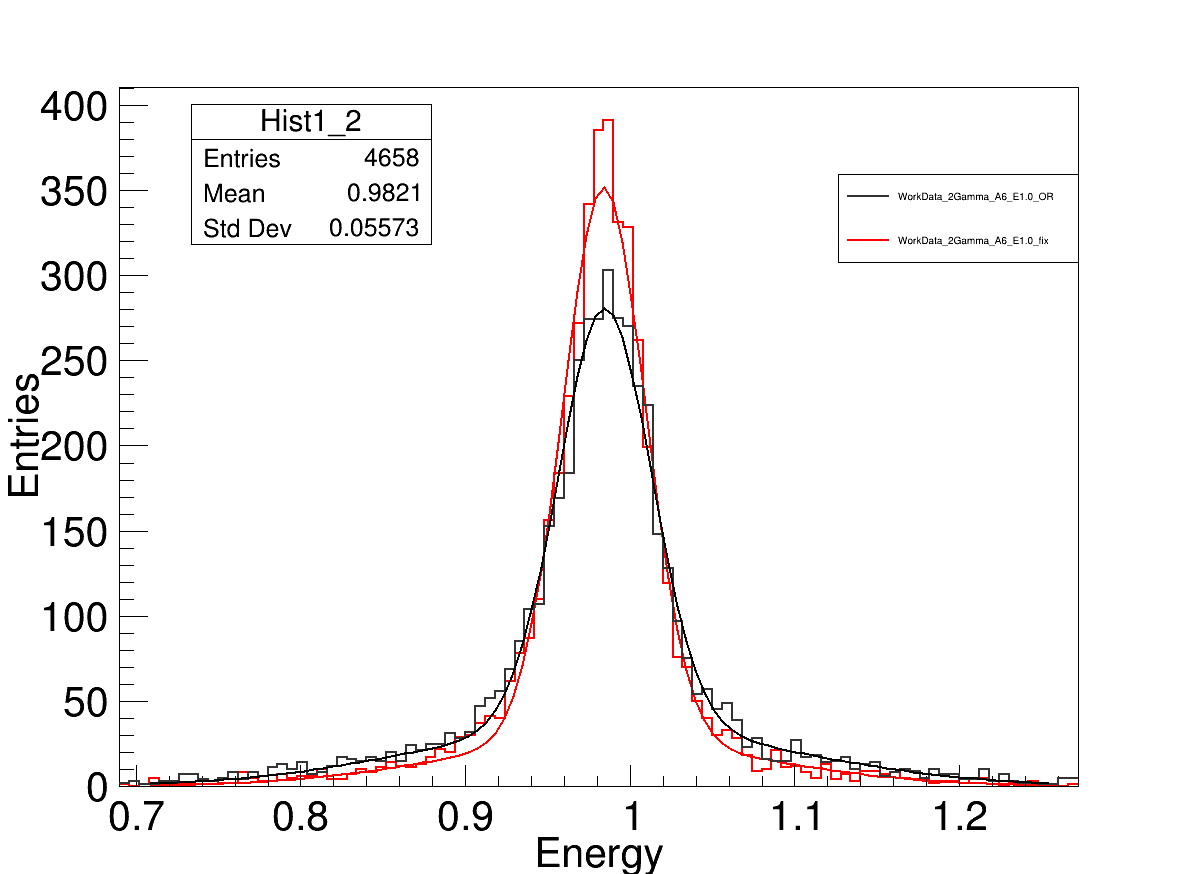 Hist1_2
Entries 4658
Mean 0.9821
Std Dev 0.05573
WorkData_2Gamma_A6_E1.0_OR
WorkData_2Gamma_A6_E1.0_fix
400
350
300
250
200
150
100
50
0
Entries
0.7 0.8 0.9 1 1.1 1.2
Energy